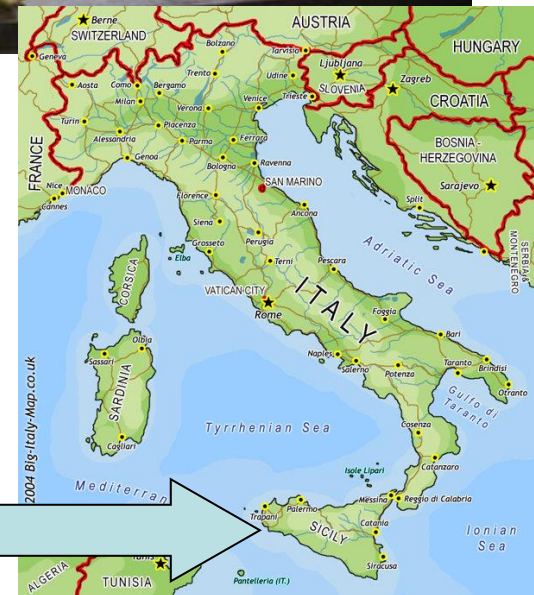 AUSTRIA
Berne
SWITZERLAND
Bolzano
HUNGARY
Geneva
Tarvisio
Ljubljana
Trento
Udine
Zagreb
Aosta
Como
Bergamo
SLOVENIA
Milan
Verona
Venice
Trieste
CROATIA
Turin
Piacenza
Alessandria
Parma
Ferrara
BOSNIA -
HERZEGOVINA
FRANCE
Genoa
Bologna
Ravenna
Nice
MONACO
SAN MARINO
Sarajevo
Cannes
Florence
Split
Ancona
Siena
Perugia
SERBIA &
MONTENEGRO
Grosseto
Adriatic Sea
Elba
Terni
Pescara
CORSICA
VATICAN CITY
ITALY
Rome
Foggia
Olbia
Bari
Sassari
Naples
Salerno
Potenza
Taranto
Brindisi
Otranto
SARDINIA
Gulfo di
Taranto
2004 Big-Italy-Map.co.uk
Tyrrhenian Sea
Cosenza
Cagliari
Catanzaro
Isole Lipari
Mediterran
Messina
Reggio di Calabria
Trapani
Palermo
SICILY
Catania
Ionian
Sea
Siracusa
ALGERIA
TUNISIA
Pantelleria (IT.)